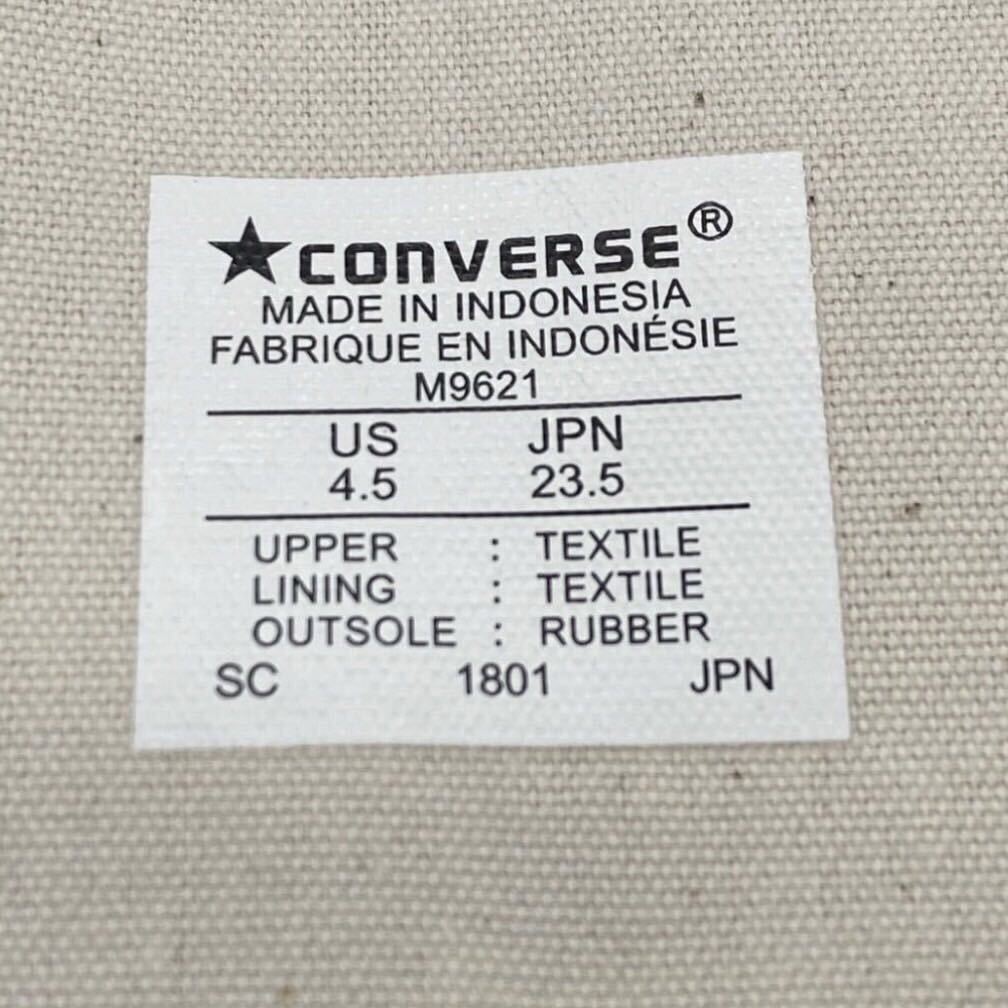 ★CONVERSE®
MADE IN INDONESIA
FABRIQUE EN INDONÉSIE
M9621
US JPN
4.5 23.5
UPPER : TEXTILE
LINING : TEXTILE
OUTSOLE : RUBBER
SC 1801 JPN